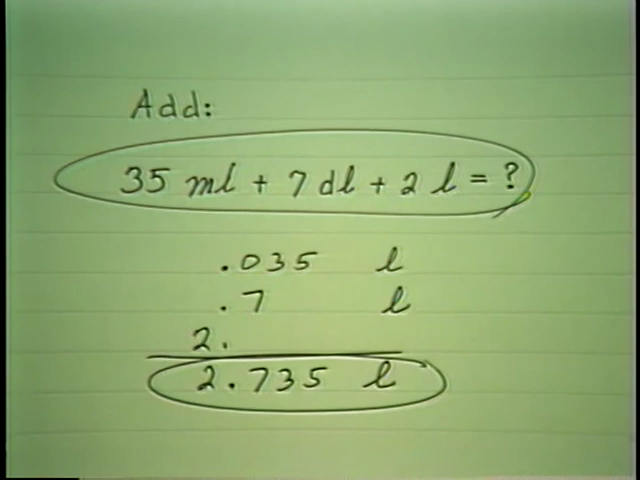 Add:
35 ml + 7 dl + 2 l = ?
.035 l
.7 l
2.
2.735 l